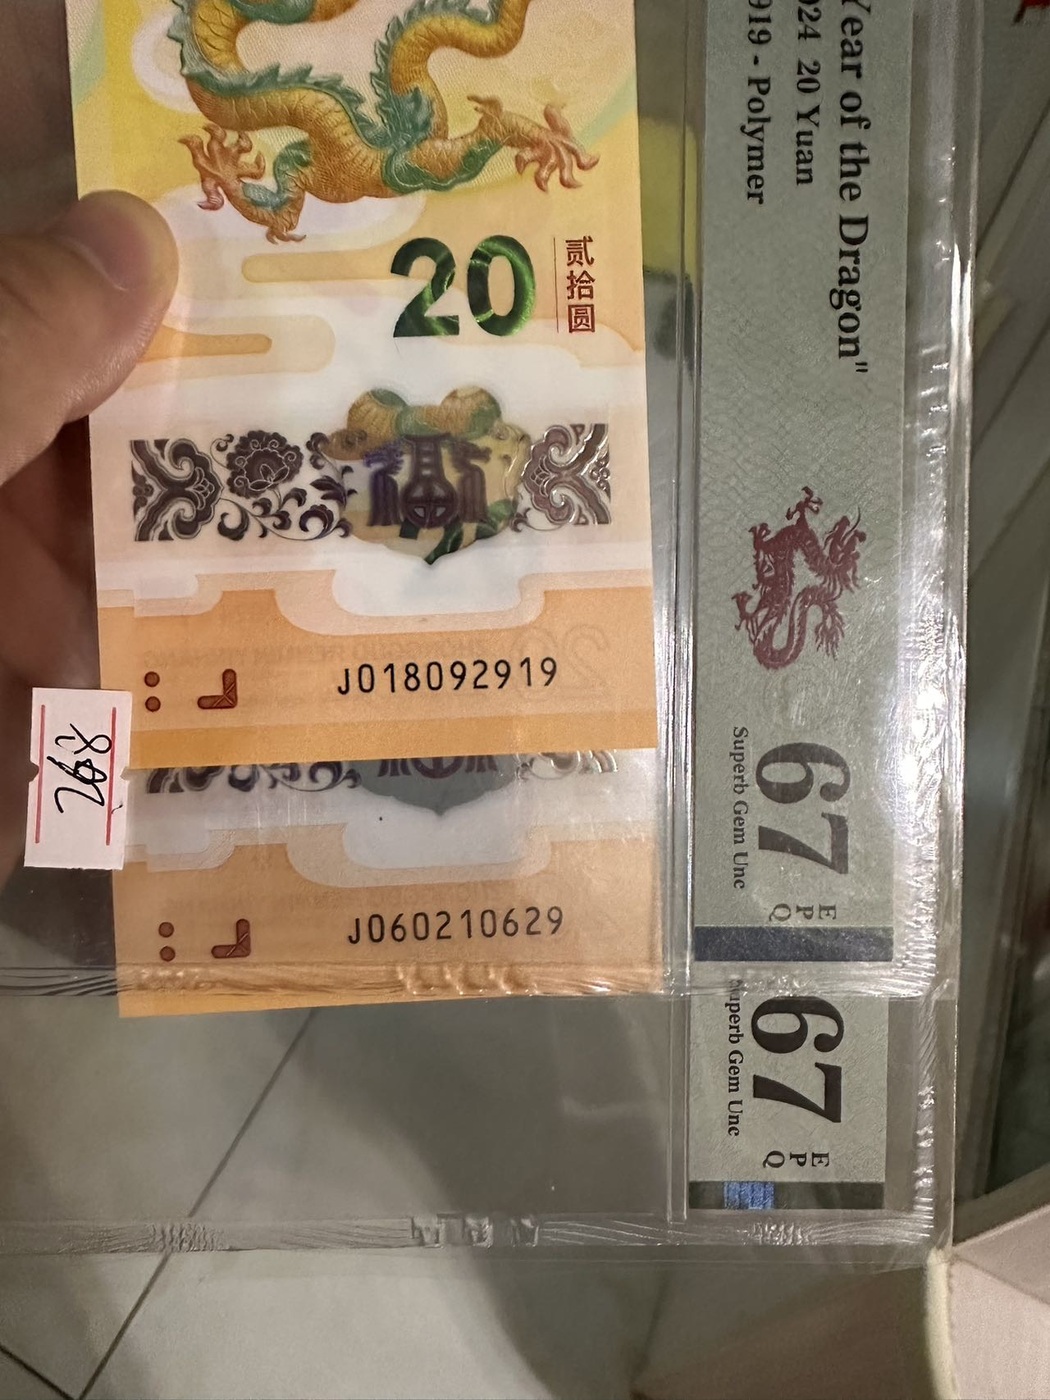 20
贰拾圆
J018092919
J060210629
Year of the Dragon"
024 20 Yuan
919 - Polymer
67
EPQ
Superb Gem Unc
67
EPQ
Superb Gem Unc